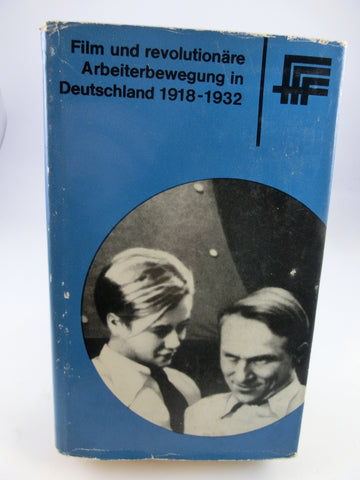 Film und revolutionäre
Arbeiterbewegung in
Deutschland 1918-1932